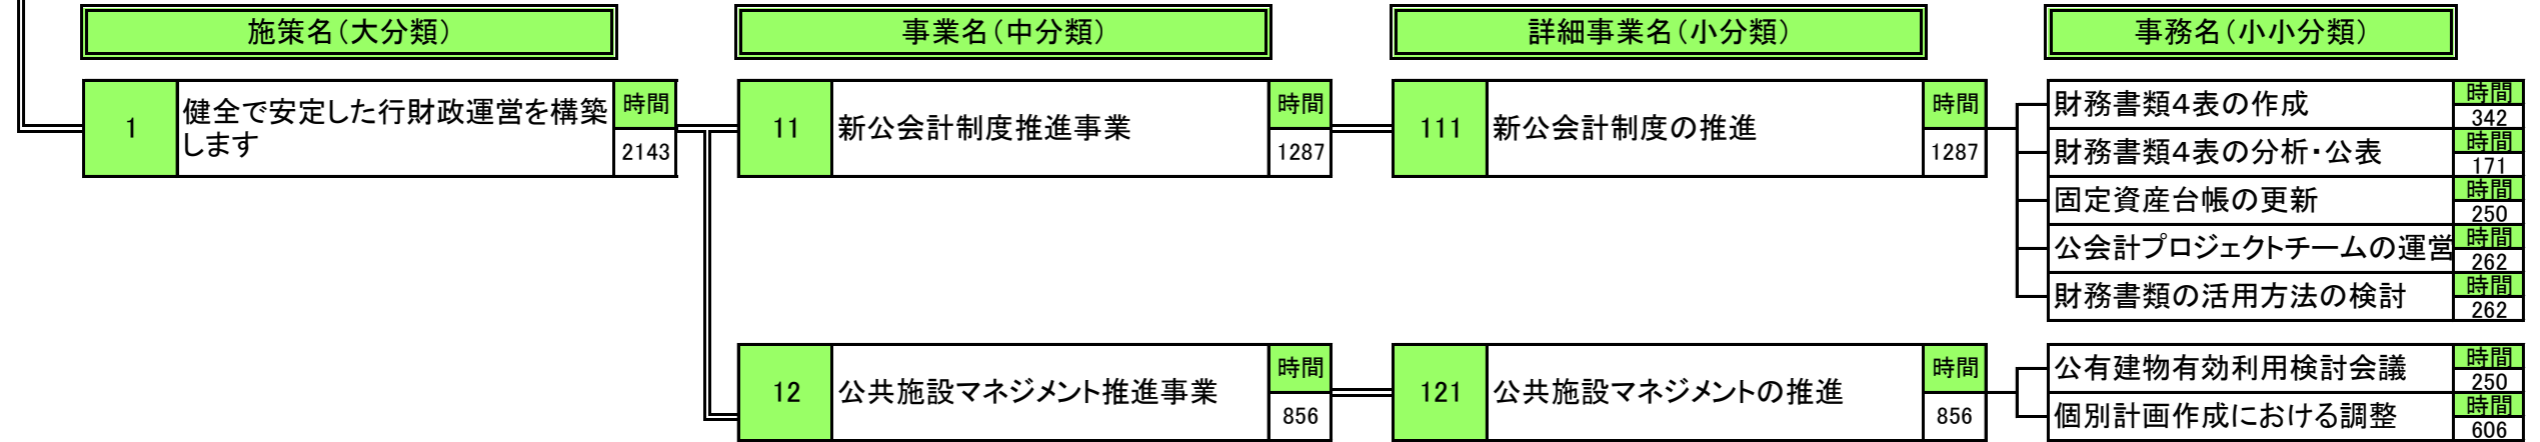 施策名(大分類)
事業名(中分類)
詳細事業名(小分類)
事務名(小小分類)
1
健全で安定した行財政運営を構築
します
時間
2143
11
新公会計制度推進事業
時間
1287
111
新公会計制度の推進
時間
1287
財務書類4表の作成
時間
342
財務書類4表の分析・公表
時間
171
固定資産台帳の更新
時間
250
公会計プロジェクトチームの運営
時間
262
財務書類の活用方法の検討
時間
262
12
公共施設マネジメント推進事業
時間
856
121
公共施設マネジメントの推進
時間
856
公有建物有効利用検討会議
時間
250
個別計画作成における調整
時間
606